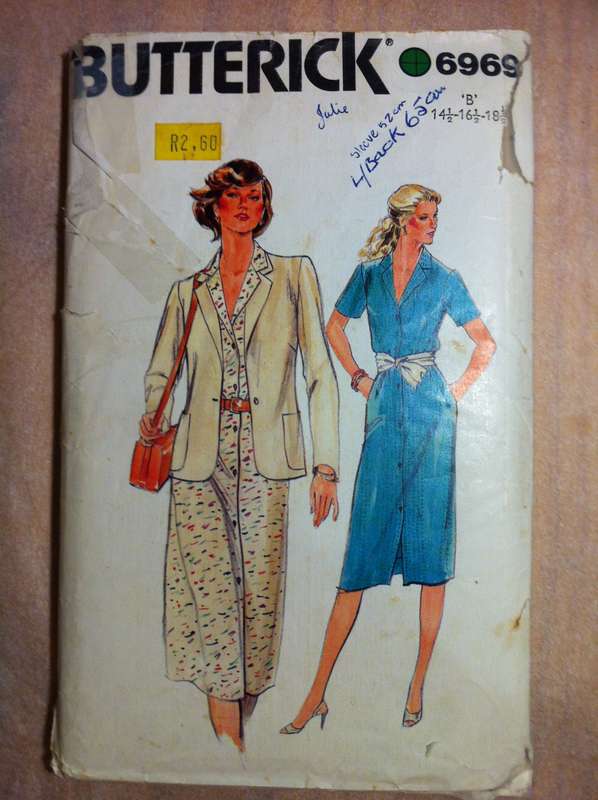 BUTTERICK® 6969
'B'
14½-16½-18½
R2,60
Julie
sleeve 52cm
Back 65cm